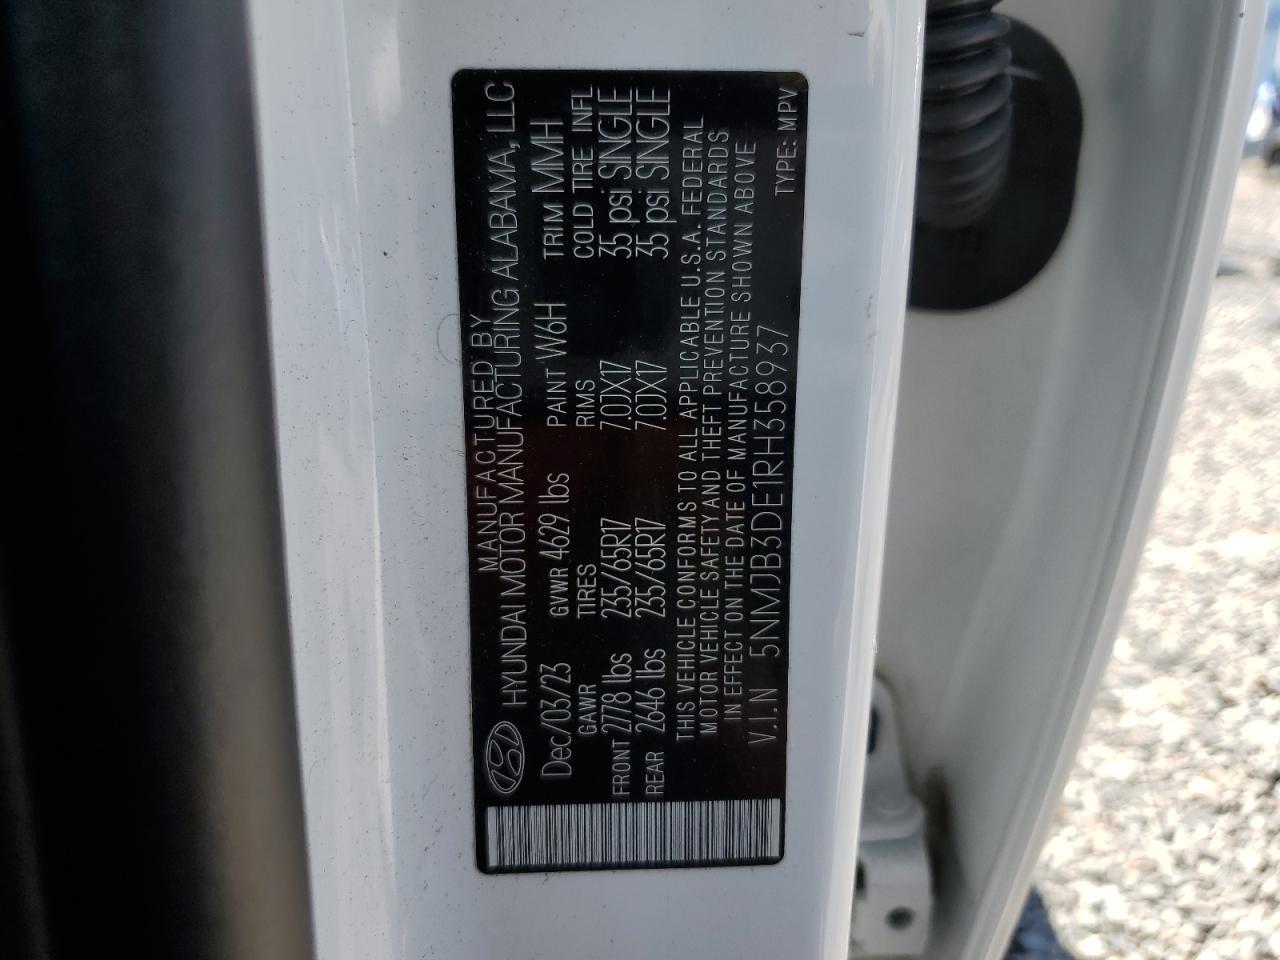 MANUFACTURED BY
HYUNDAI MOTOR MANUFACTURING ALABAMA, LLC
Dec/03/23 GVWR 4629 lbs PAINT W6H TRIM MMH
GAWR TIRES RIMS COLD TIRE INFL
FRONT 2778 lbs 235/65R17 7.0JX17 35 psi SINGLE
REAR 2646 lbs 235/65R17 7.0JX17 35 psi SINGLE
THIS VEHICLE CONFORMS TO ALL APPLICABLE U.S.A. FEDERAL
MOTOR VEHICLE SAFETY AND THEFT PREVENTION STANDARDS
IN EFFECT ON THE DATE OF MANUFACTURE SHOWN ABOVE
V.I.N 5NMJB3DE1RH358937 TYPE: MPV